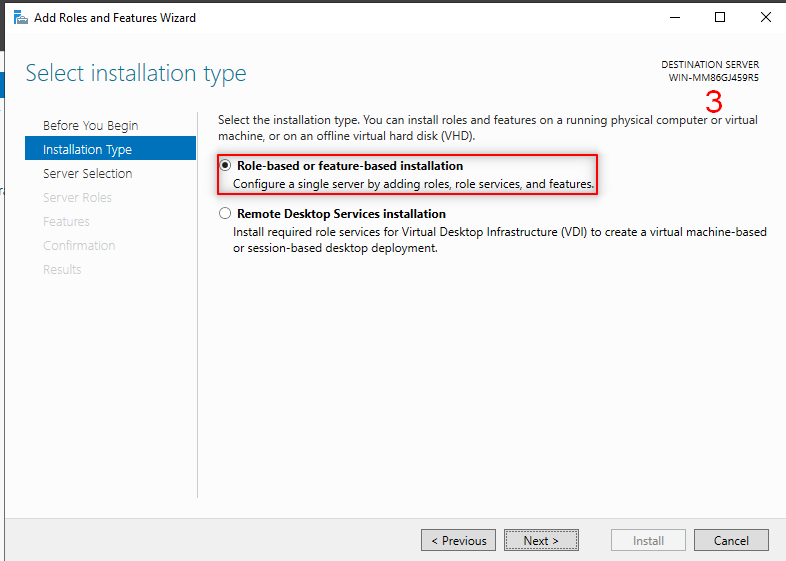 Add Roles and Features Wizard
Select installation type
DESTINATION SERVER
WIN-MM86GJ459R5
3
Before You Begin
Installation Type
Server Selection
Server Roles
Features
Confirmation
Results
Select the installation type. You can install roles and features on a running physical computer or virtual
machine, or on an offline virtual hard disk (VHD).
Role-based or feature-based installation
Configure a single server by adding roles, role services, and features.
Remote Desktop Services installation
Install required role services for Virtual Desktop Infrastructure (VDI) to create a virtual machine-based
or session-based desktop deployment.
< Previous
Next >
Install
Cancel